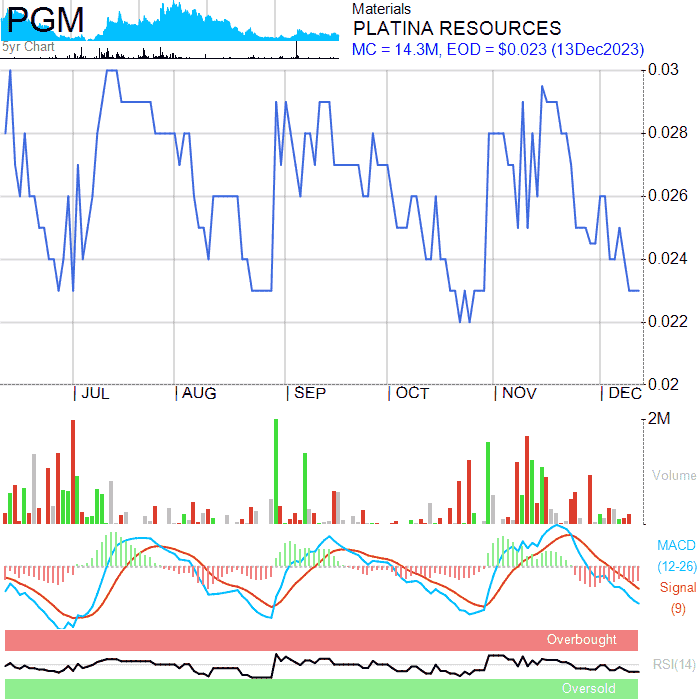 PGM
5yr Chart
Materials
PLATINA RESOURCES
MC = 14.3M, EOD = $0.023 (13Dec2023)
0.03
0.028
0.026
0.024
0.022
0.02
| JUL | AUG | SEP | OCT | NOV | DEC
2M
Volume
MACD
(12-26)
Signal
(9)
Overbought
RSI(14)
Oversold